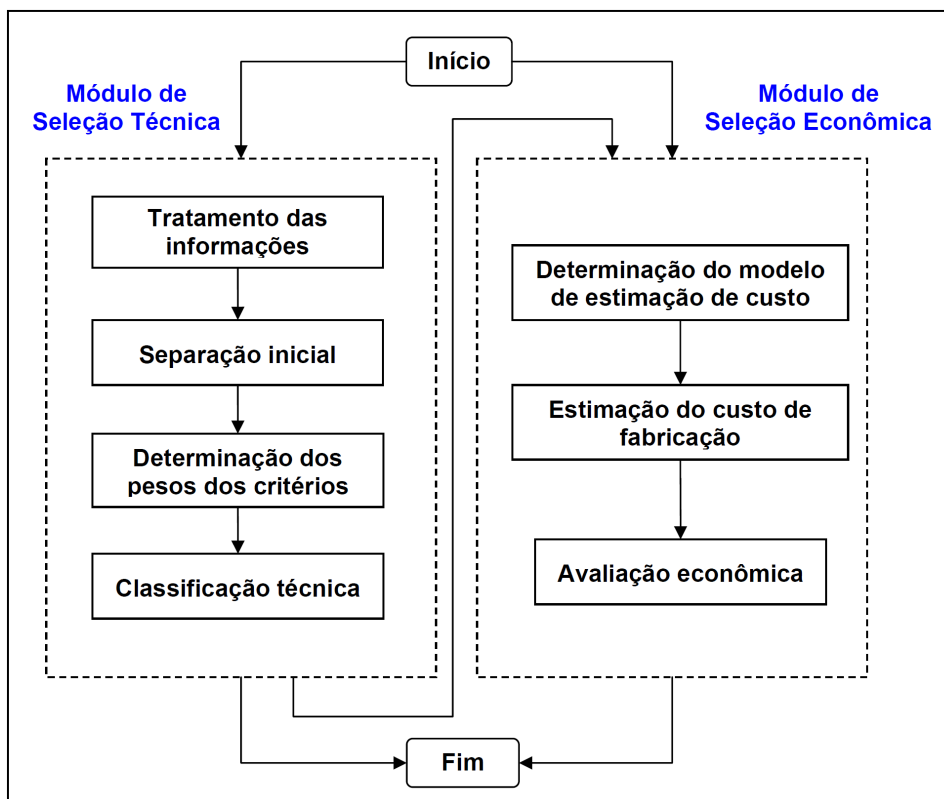 Início
Módulo de
Seleção Técnica
Módulo de
Seleção Econômica
Tratamento das
informações
Separação inicial
Determinação dos
pesos dos critérios
Classificação técnica
Determinação do modelo
de estimação de custo
Estimação do custo de
fabricação
Avaliação econômica
Fim